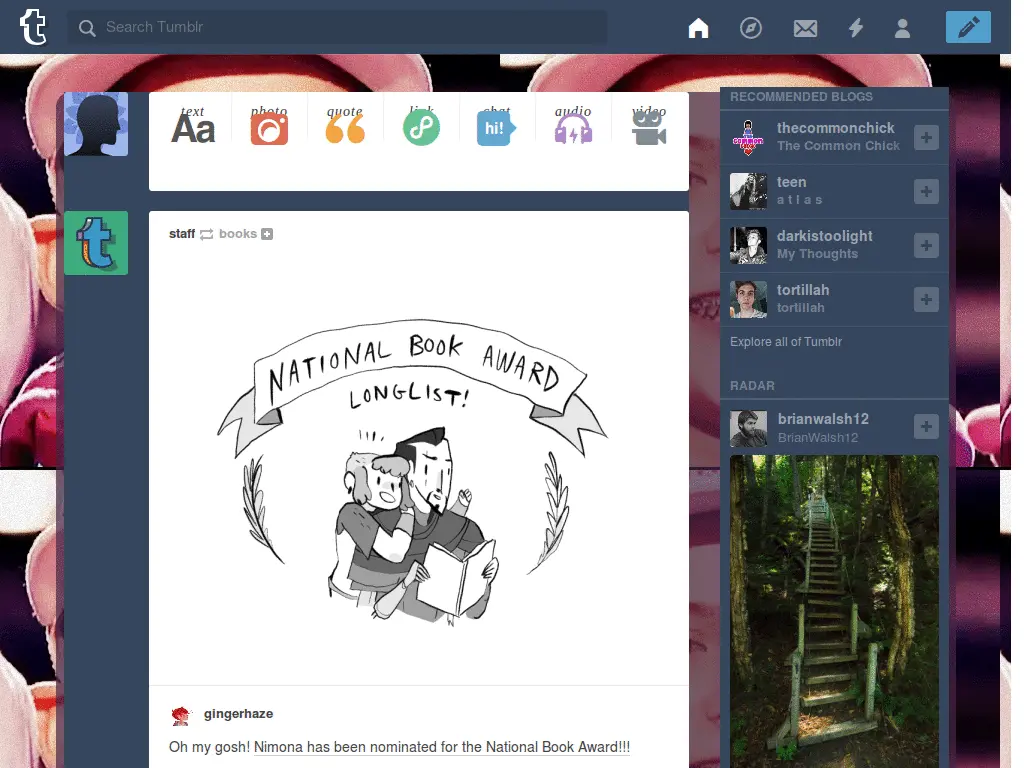 t
Search Tumblr
text photo quote link chat audio video
Aa hi!
t
staff books
NATIONAL BOOK AWARD
LONGLIST!
gingerhaze
Oh my gosh! Nimona has been nominated for the National Book Award!!!
RECOMMENDED BLOGS
COMMON
thecommonchick
The Common Chick
teen
a t l a s
darkistoolight
My Thoughts
tortillah
tortillah
Explore all of Tumblr
RADAR
brianwalsh12
BrianWalsh12